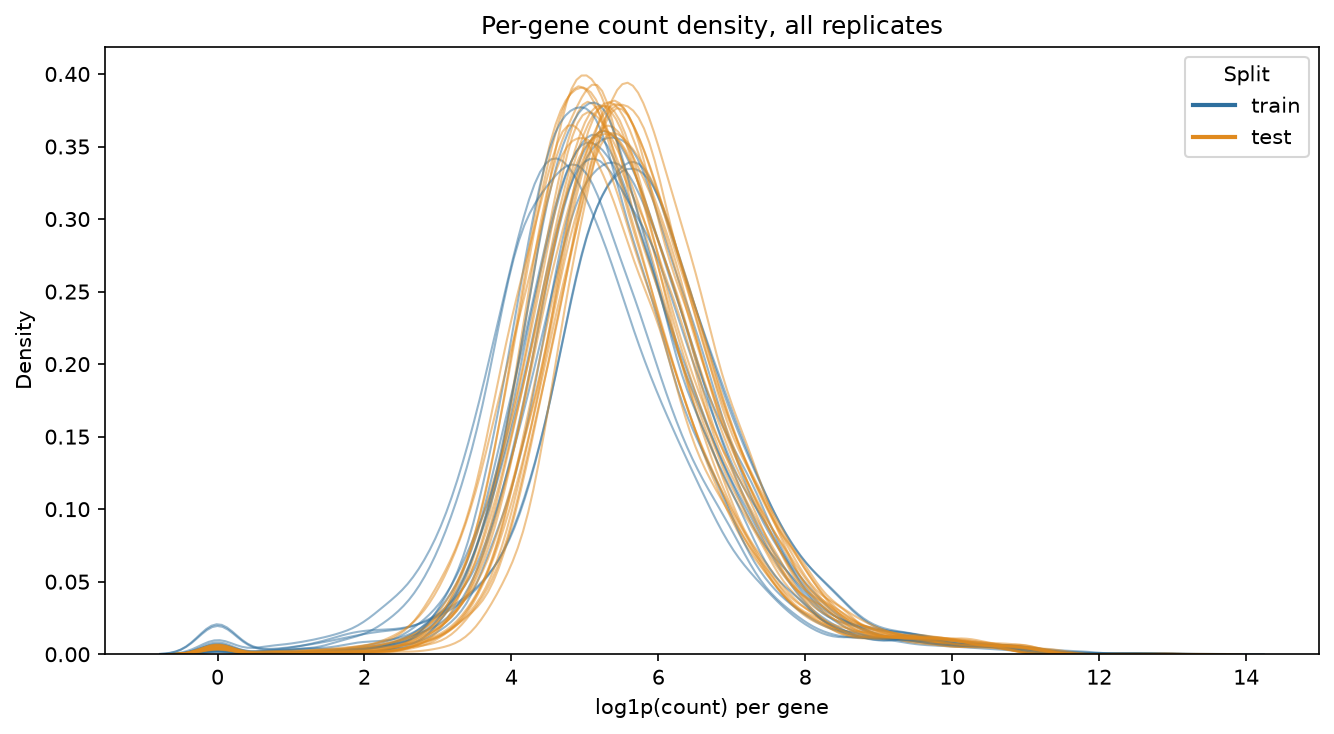 Per-gene count density, all replicates
Split
train
test
Density
0.40
0.35
0.30
0.25
0.20
0.15
0.10
0.05
0.00
0 2 4 6 8 10 12 14
log1p(count) per gene